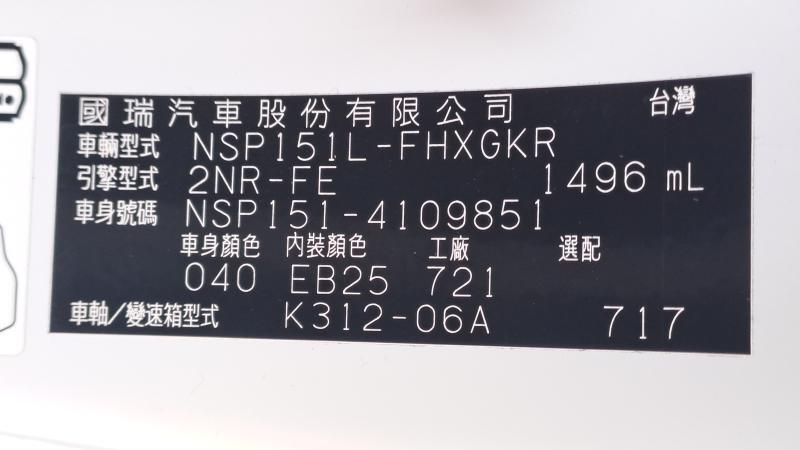 國瑞汽車股份有限公司 台灣
車輛型式 NSP151L-FHXGKR
引擎型式 2NR-FE 1496 mL
車身號碼 NSP151-4109851
車身顏色 內裝顏色 工廠 選配
040 EB25 721
車軸/變速箱型式 K312-06A 717